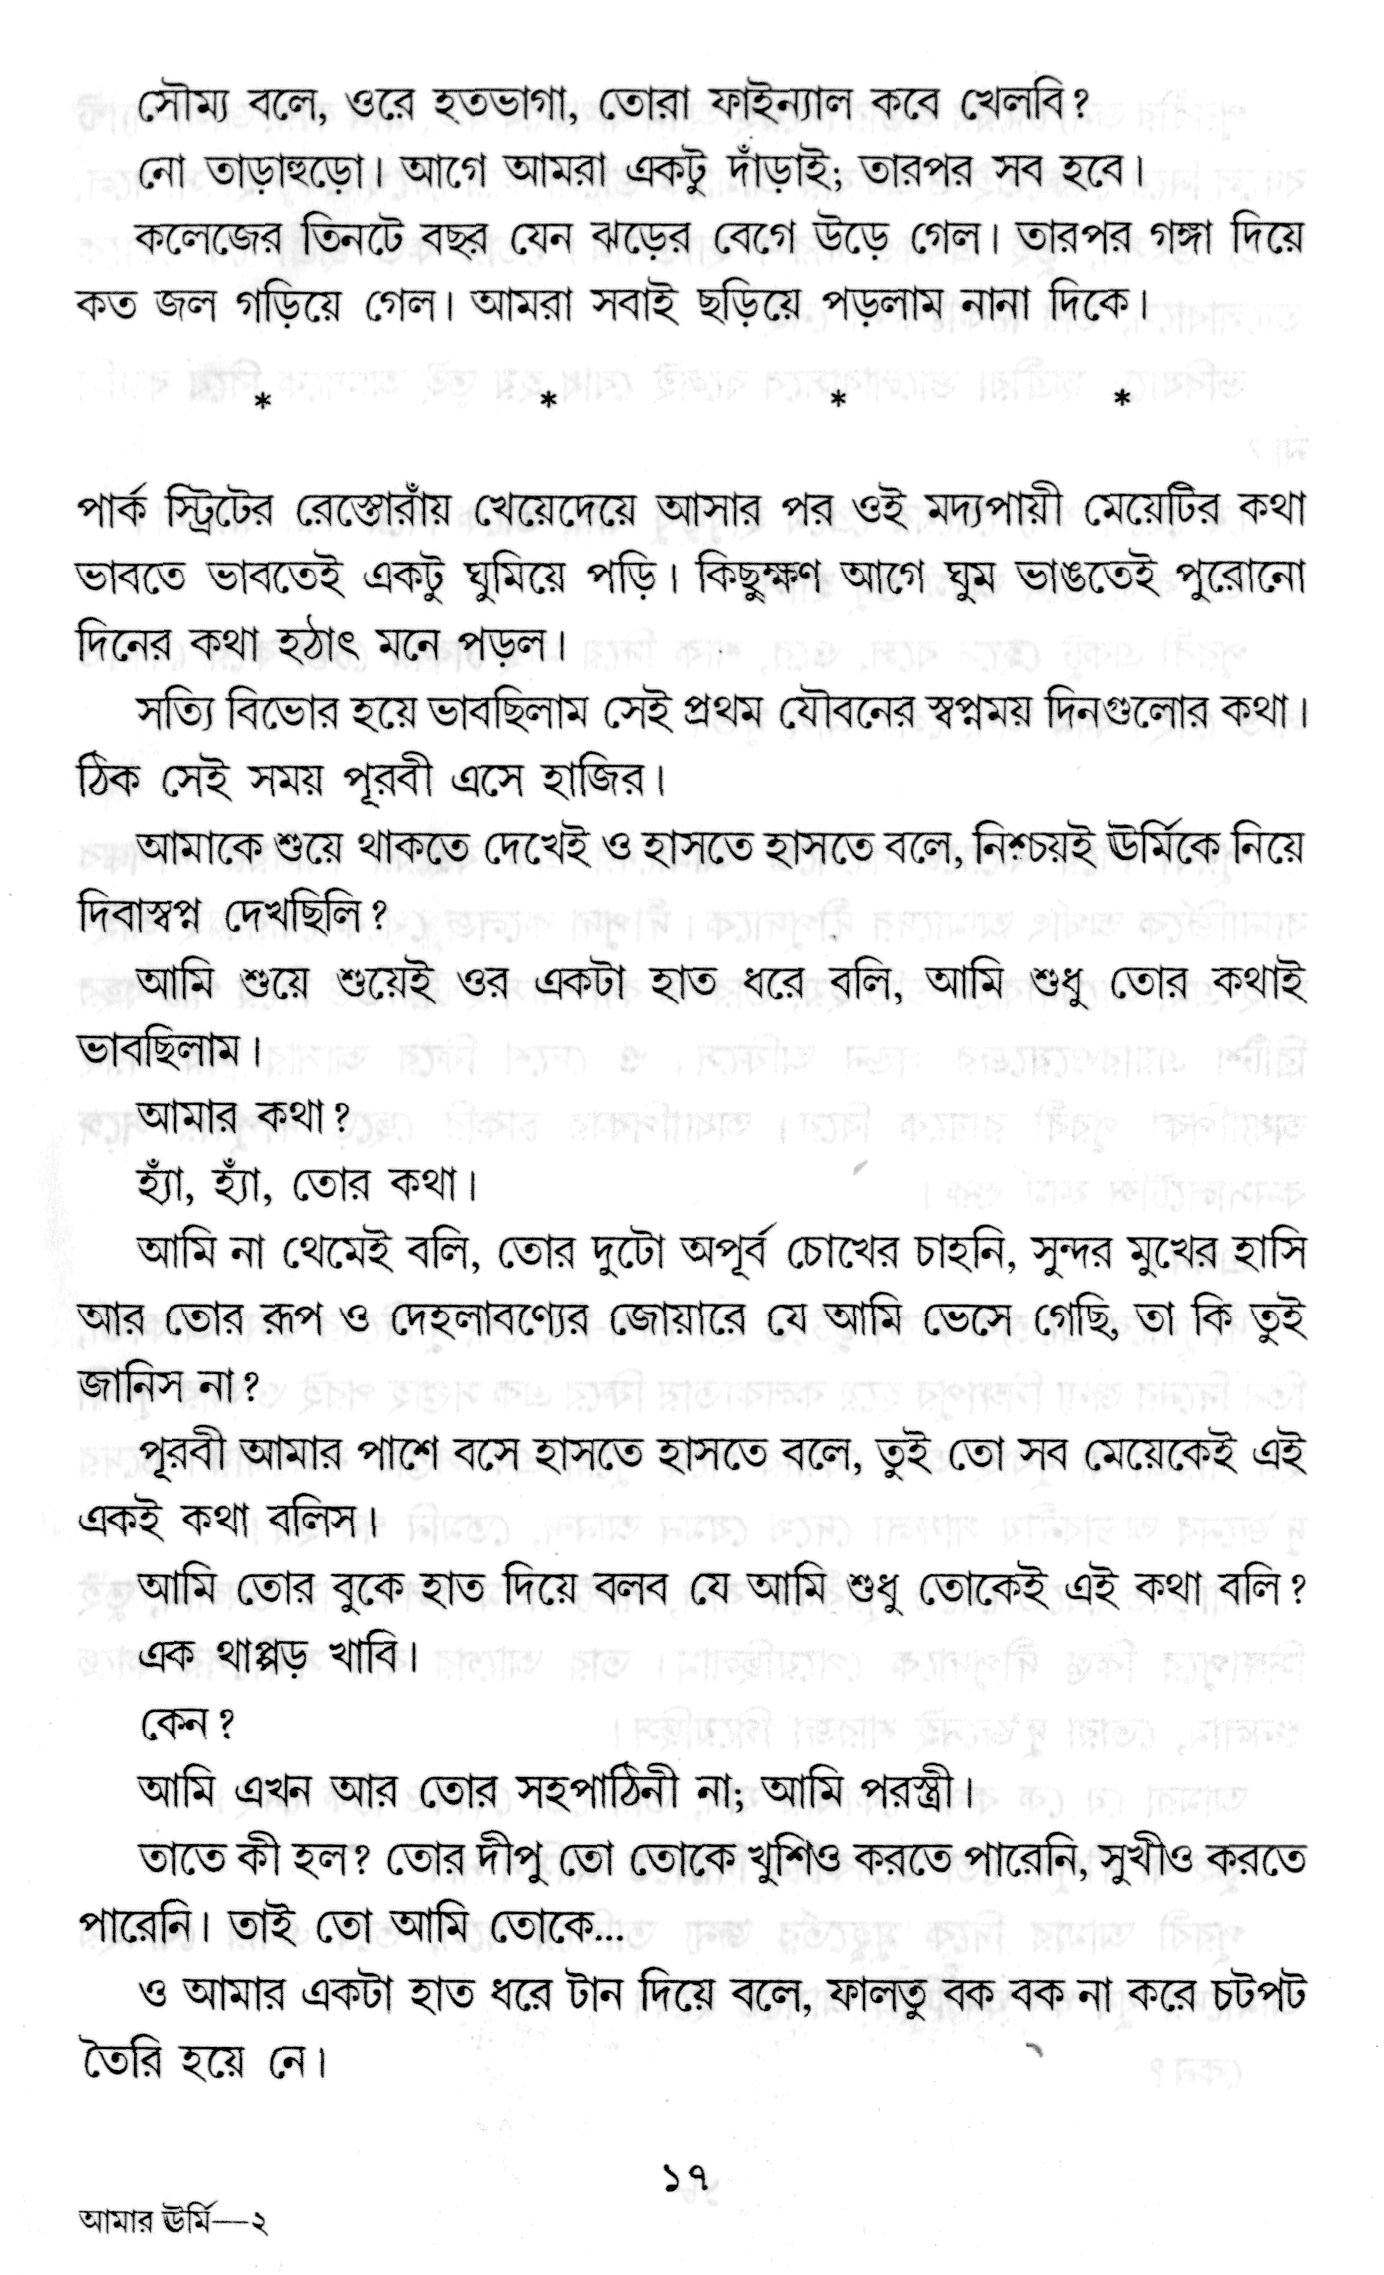 সৌম্য বলে, ওরে হতভাগা, তোরা ফাইন্যাল কবে খেলবি?
নো তাড়াহুড়ো। আগে আমরা একটু দাঁড়াই; তারপর সব হবে।
কলেজের তিনটে বছর যেন ঝড়ের বেগে উড়ে গেল। তারপর গঙ্গা দিয়ে
কত জল গড়িয়ে গেল। আমরা সবাই ছড়িয়ে পড়লাম নানা দিকে।
* * * *
পার্ক স্ট্রিটের রেস্তোরাঁয় খেয়েদেয়ে আসার পর ওই মদ্যপায়ী মেয়েটির কথা
ভাবতে ভাবতেই একটু ঘুমিয়ে পড়ি। কিছুক্ষণ আগে ঘুম ভাঙতেই পুরোনো
দিনের কথা হঠাৎ মনে পড়ল।
সত্যি বিভোর হয়ে ভাবছিলাম সেই প্রথম যৌবনের স্বপ্নময় দিনগুলোর কথা।
ঠিক সেই সময় পূরবী এসে হাজির।
আমাকে শুয়ে থাকতে দেখেই ও হাসতে হাসতে বলে, নিশ্চয়ই ঊর্মিকে নিয়ে
দিবাস্বপ্ন দেখছিলি?
আমি শুয়ে শুয়েই ওর একটা হাত ধরে বলি, আমি শুধু তোর কথাই
ভাবছিলাম।
আমার কথা?
হ্যাঁ, হ্যাঁ, তোর কথা।
আমি না থেমেই বলি, তোর দুটো অপূর্ব চোখের চাহনি, সুন্দর মুখের হাসি
আর তোর রূপ ও দেহলাবণ্যের জোয়ারে যে আমি ভেসে গেছি, তা কি তুই
জানিস না?
পূরবী আমার পাশে বসে হাসতে হাসতে বলে, তুই তো সব মেয়েকেই এই
একই কথা বলিস।
আমি তোর বুকে হাত দিয়ে বলব যে আমি শুধু তোকেই এই কথা বলি?
এক থাপ্পড় খাবি।
কেন?
আমি এখন আর তোর সহপাঠিনী না; আমি পরস্ত্রী।
তাতে কী হল? তোর দীপু তো তোকে খুশিও করতে পারেনি, সুখীও করতে
পারেনি। তাই তো আমি তোকে...
ও আমার একটা হাত ধরে টান দিয়ে বলে, ফালতু বক বক না করে চটপট
তৈরি হয়ে নে।
১৭
আমার ঊর্মি—২